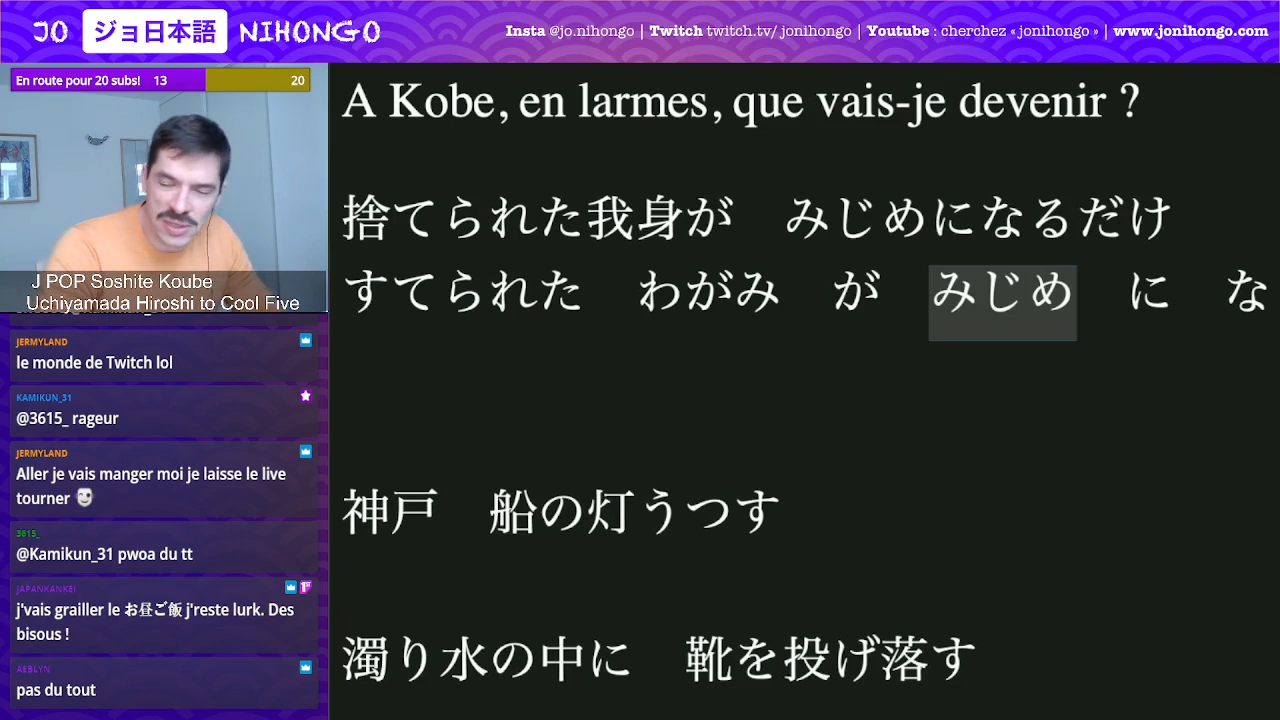 JO ジョ日本語 NIHONGO
Insta @jo.nihongo | Twitch twitch.tv/ jonihongo | Youtube : cherchez « jonihongo » | www.jonihongo.com
En route pour 20 subs! 13 20
J POP Soshite Koube
Uchiyamada Hiroshi to Cool Five
JERMYLAND
le monde de Twitch lol
KAMIKUN_31
@3615_ rageur
JERMYLAND
Aller je vais manger moi je laisse le live
tourner
3615_
@Kamikun_31 pwoa du tt
JAPANKANKEI
j'vais grailler le お昼ご飯 j'reste lurk. Des
bisous !
AEBLYN_
pas du tout
A Kobe, en larmes, que vais-je devenir ?
捨てられた我身が みじめになるだけ
すてられた わがみ が みじめ に な
神戸 船の灯うつす
濁り水の中に 靴を投げ落す